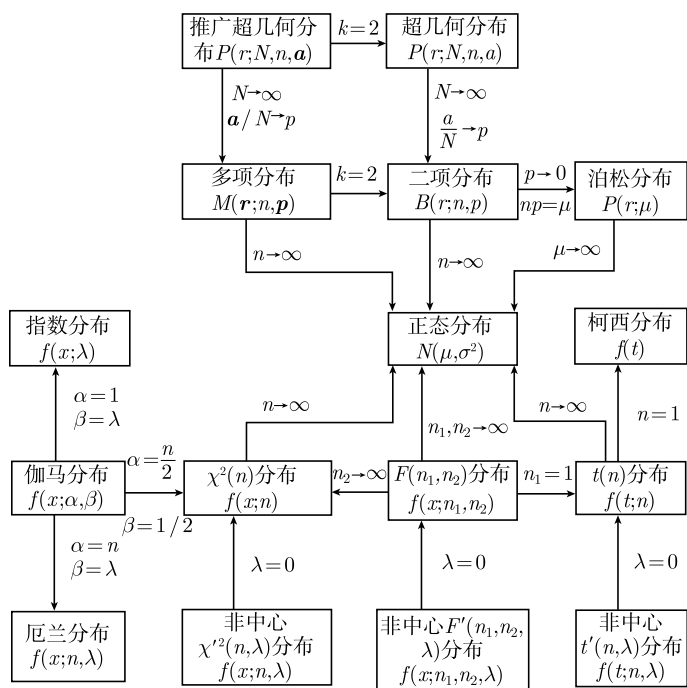 推广超几何分
布P(r;N,n,a)
k=2
超几何分布
P(r;N,n,a)
N→∞
a/N→p
N→∞
a/N→p
多项分布
M(r;n,p)
k=2
二项分布
B(r;n,p)
p→0
np=μ
泊松分布
P(r;μ)
n→∞
n→∞
μ→∞
指数分布
f(x;λ)
正态分布
N(μ,σ²)
柯西分布
f(t)
α=1
β=λ
n→∞
n₁,n₂→∞
n→∞
n=1
伽马分布
f(x;α,β)
α=n/2
β=1/2
χ²(n)分布
f(x;n)
n₂→∞
F(n₁,n₂)分布
f(x;n₁,n₂)
n₁=1
t(n)分布
f(t;n)
α=n
β=λ
λ=0
λ=0
λ=0
厄兰分布
f(x;n,λ)
非中心
χ′²(n,λ)分布
f(x;n,λ)
非中心F′(n₁,n₂,
λ)分布
f(x;n₁,n₂,λ)
非中心
t′(n,λ)分布
f(t;n,λ)